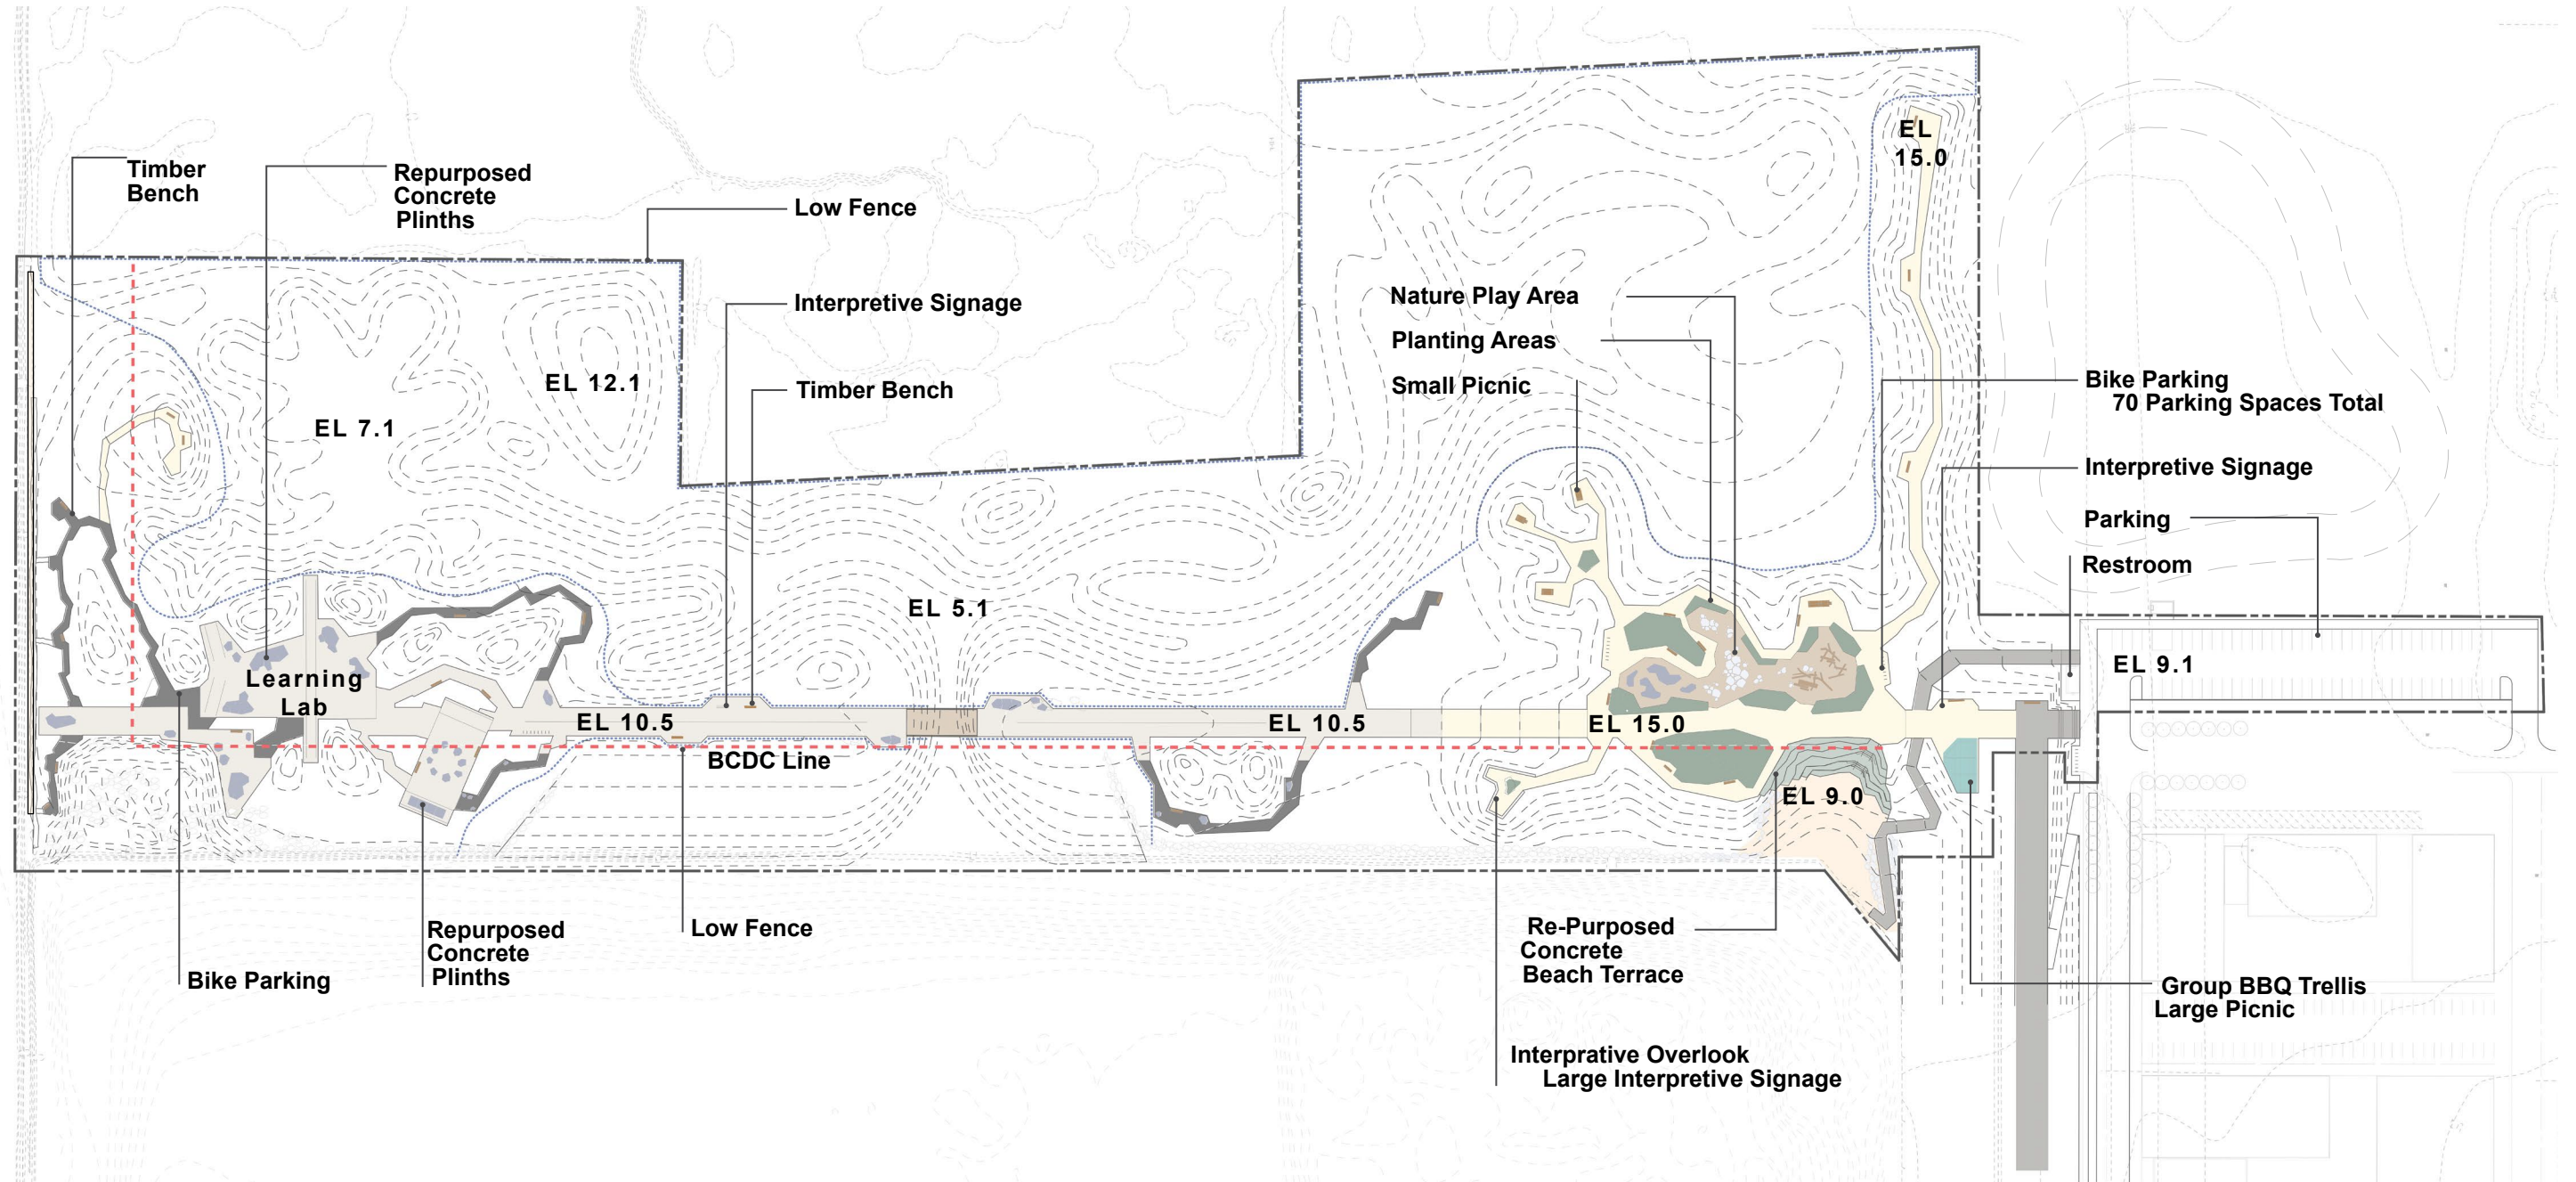 EL
15.0
Timber
Bench
Repurposed
Concrete
Plinths
Low Fence
Interpretive Signage
Timber Bench
EL 12.1
EL 7.1
Nature Play Area
Planting Areas
Small Picnic
Bike Parking
70 Parking Spaces Total
Interpretive Signage
Parking
Restroom
EL 5.1
EL 9.1
Learning
Lab
EL 10.5
BCDC Line
EL 10.5
EL 15.0
EL 9.0
Bike Parking
Repurposed
Concrete
Plinths
Low Fence
Re-Purposed
Concrete
Beach Terrace
Interprative Overlook
Large Interpretive Signage
Group BBQ Trellis
Large Picnic